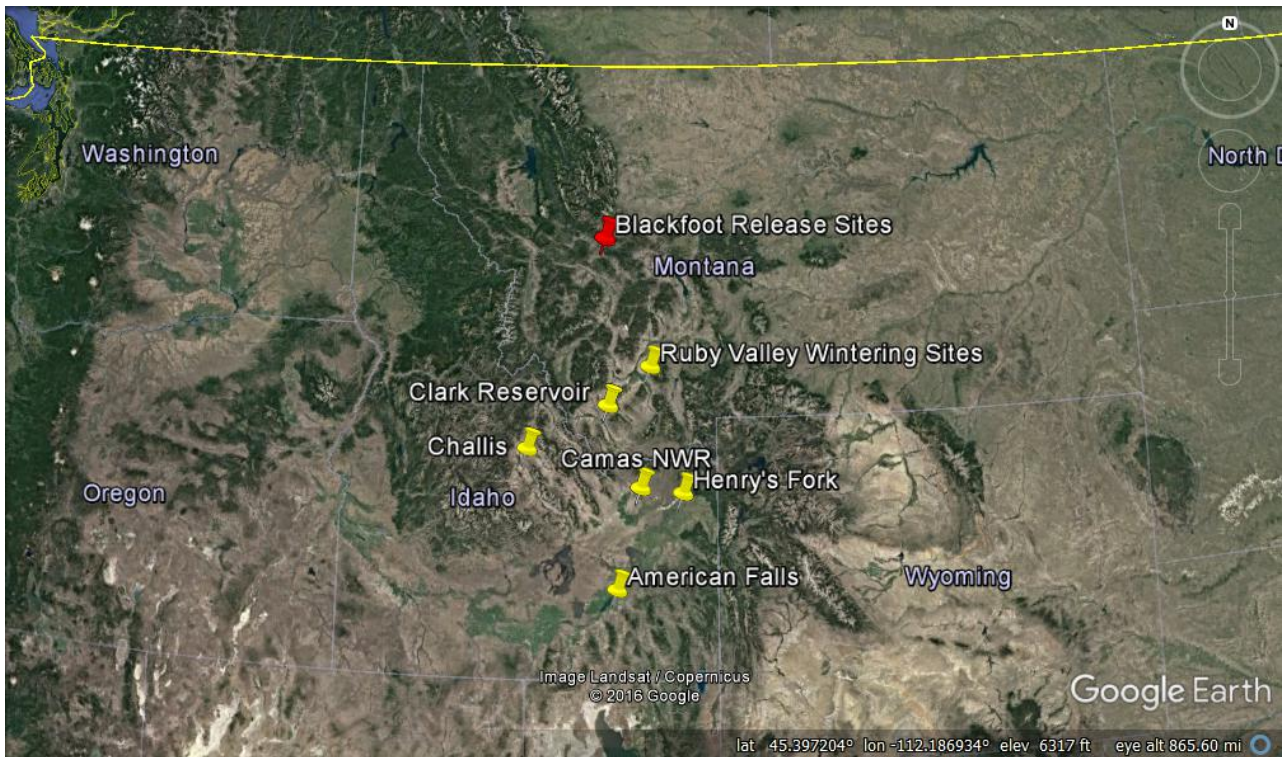 N
Washington
North D
Blackfoot Release Sites
Montana
Ruby Valley Wintering Sites
Clark Reservoir
Challis
Camas NWR
Henry's Fork
Oregon
Idaho
American Falls
Wyoming
Image Landsat / Copernicus
© 2016 Google
Google Earth
lat 45.397204° lon -112.186934° elev 6317 ft eye alt 865.60 mi